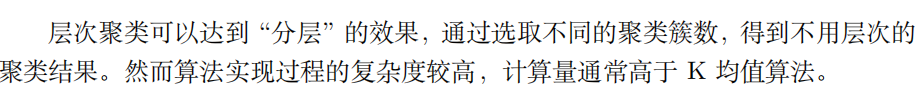 层次聚类可以达到“分层”的效果，通过选取不同的聚类簇数，得到不用层次的
聚类结果。然而算法实现过程的复杂度较高，计算量通常高于 K 均值算法。